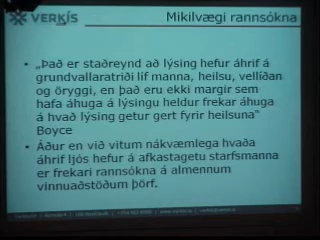 VERKÍS
Mikilvægi rannsókna
• „Það er staðreynd að lýsing hefur áhrif á
grundvallaratriði líf manna, heilsu, vellíðan
og öryggi, en það eru ekki margir sem
hafa áhuga á lýsingu heldur frekar áhuga
á hvað lýsing getur gert fyrir heilsuna“
Boyce
• Áður en við vitum nákvæmlega hvaða
áhrif ljós hefur á afkastagetu starfsmanna
er frekari rannsókna á almennum
vinnuaðstöðum þörf.